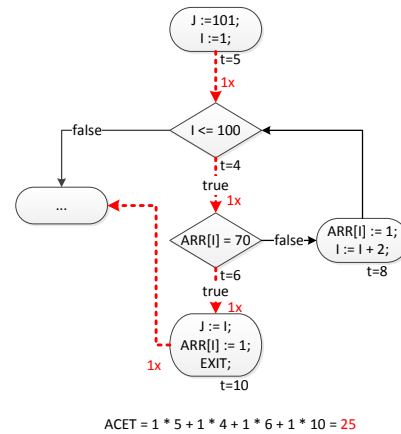 J :=101;
I :=1;
t=5
1x
false
I <= 100
t=4
true
1x
...
ARR[I] = 70
false
ARR[I] := 1;
I := I + 2;
t=8
t=6
true
1x
J := I;
ARR[I] := 1;
EXIT;
1x
t=10
ACET = 1 * 5 + 1 * 4 + 1 * 6 + 1 * 10 = 25